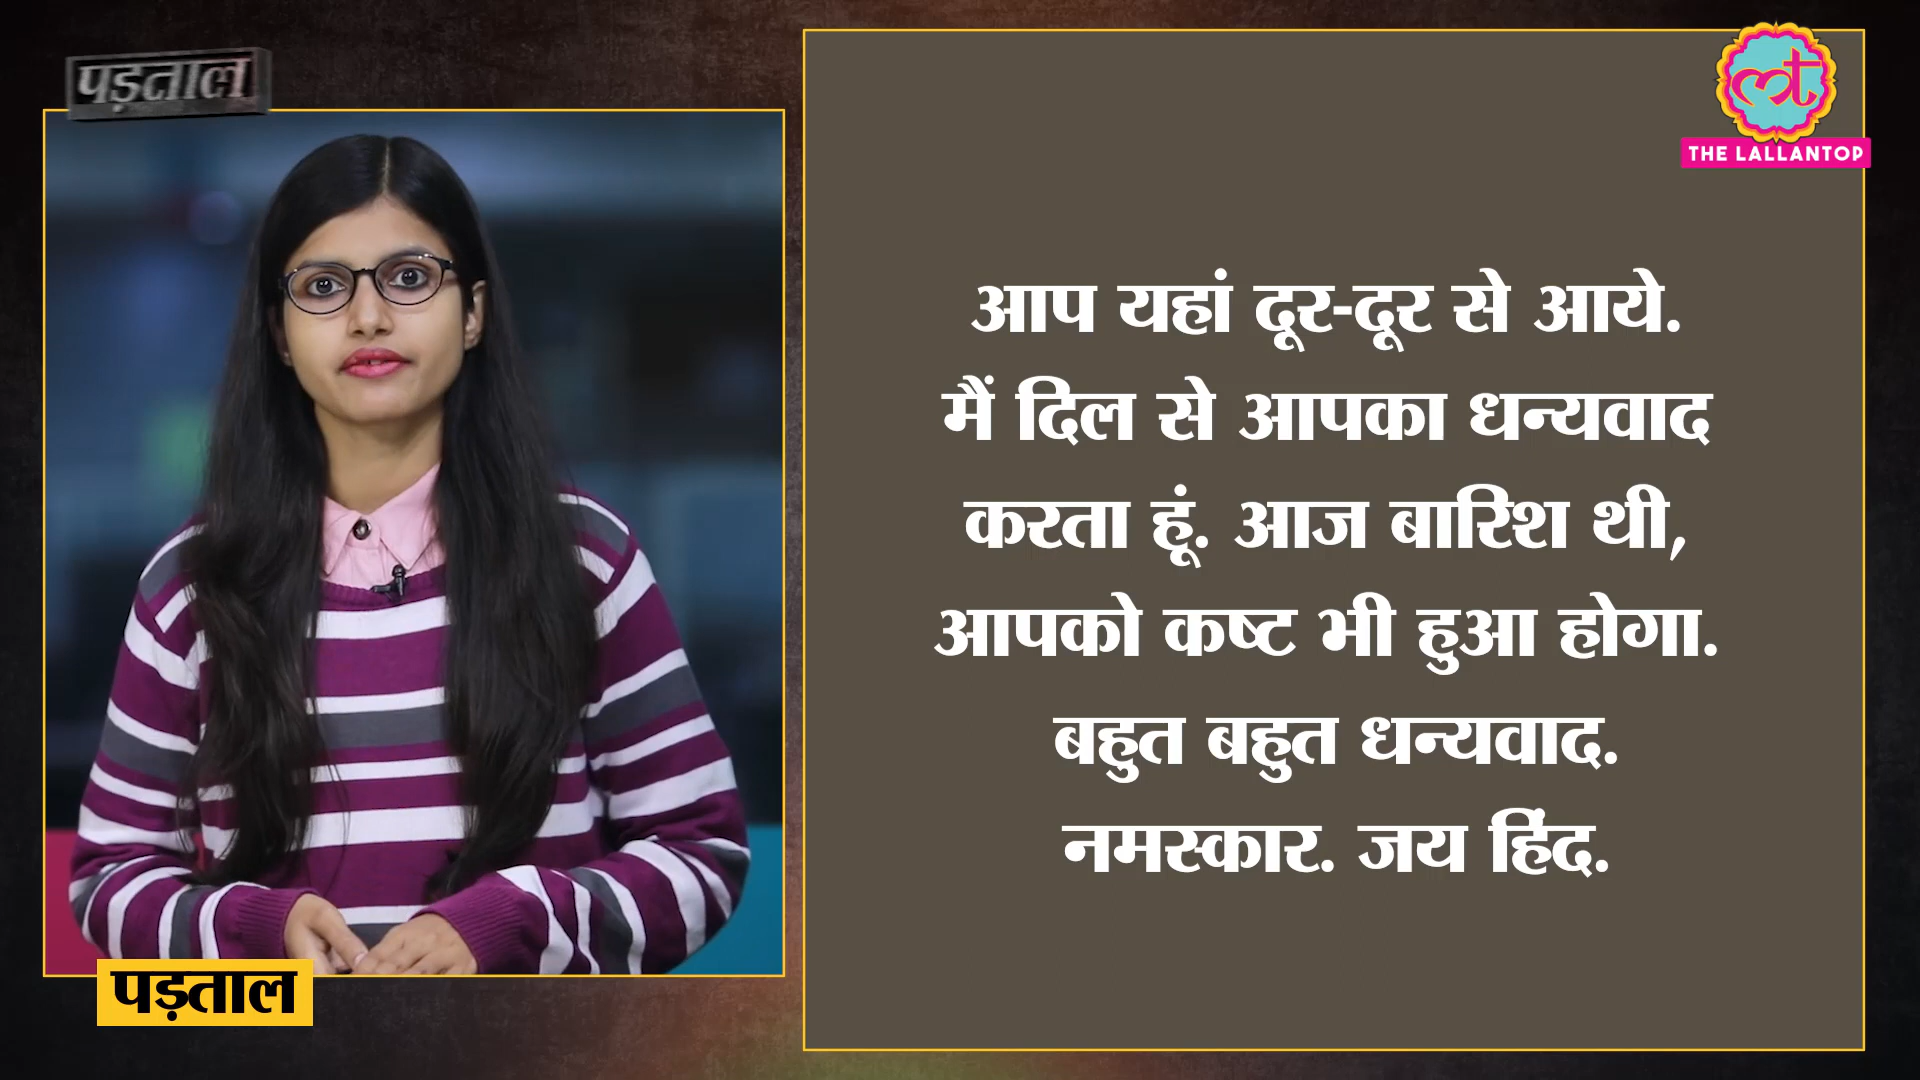 पड़ताल
THE LALLANTOP
आप यहां दूर-दूर से आये.
मैं दिल से आपका धन्यवाद
करता हूं. आज बारिश थी,
आपको कष्ट भी हुआ होगा.
बहुत बहुत धन्यवाद.
नमस्कार. जय हिंद.
पड़ताल